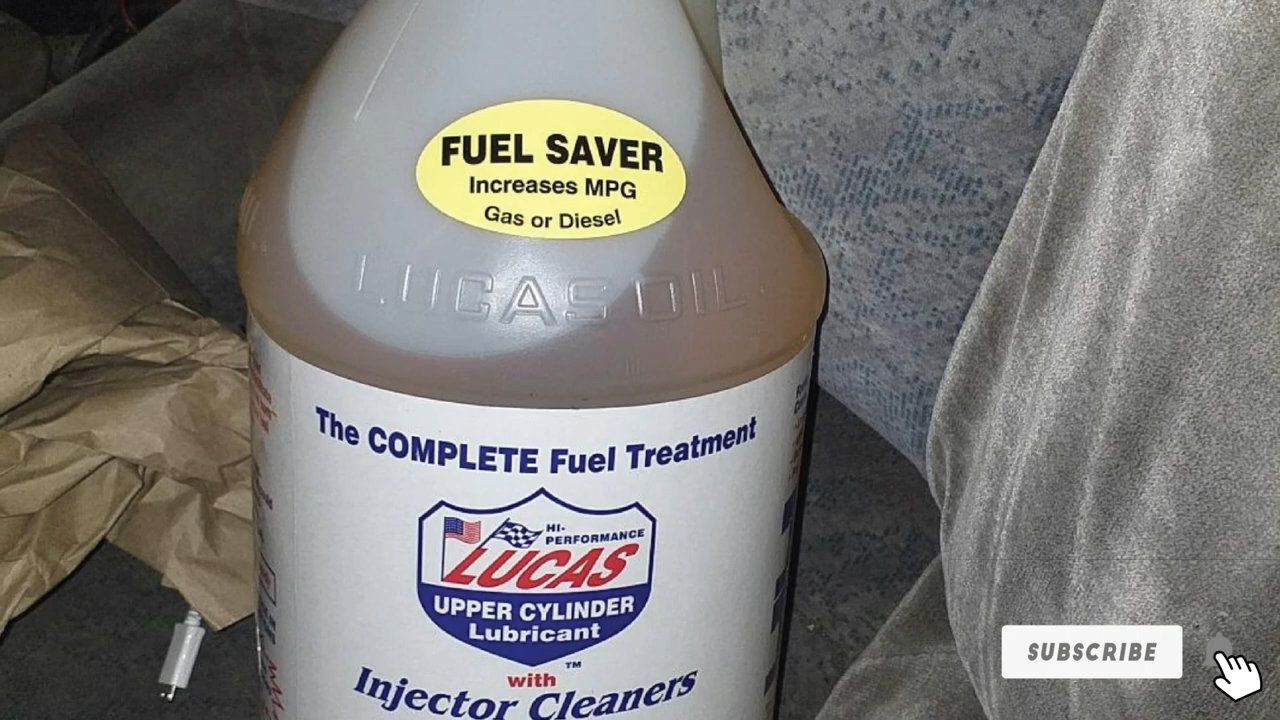 FUEL SAVER
Increases MPG
Gas or Diesel
LUCAS OIL
The COMPLETE Fuel Treatment
HI-
PERFORMANCE
LUCAS
UPPER CYLINDER
Lubricant
TM
with
Injector Cleaners
SUBSCRIBE